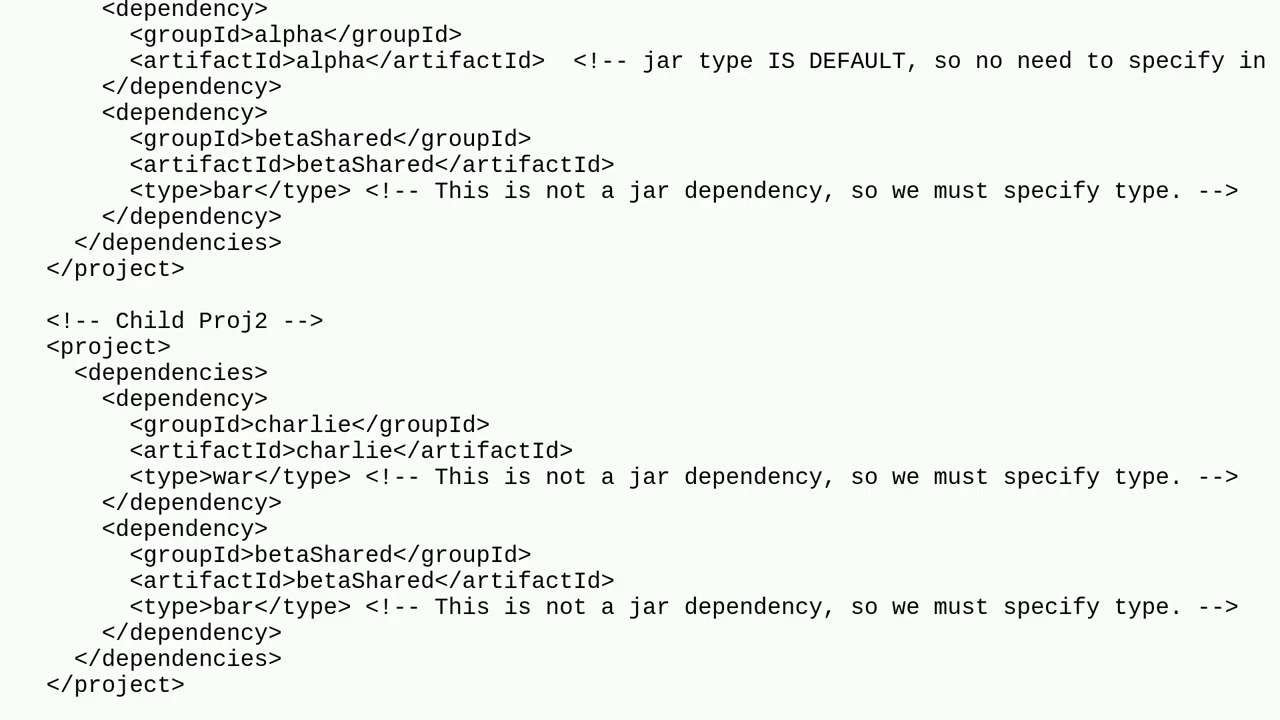 <dependency>
<groupId>alpha</groupId>
<artifactId>alpha</artifactId>  <!-- jar type IS DEFAULT, so no need to specify in
</dependency>
<dependency>
<groupId>betaShared</groupId>
<artifactId>betaShared</artifactId>
<type>bar</type> <!-- This is not a jar dependency, so we must specify type. -->
</dependency>
</dependencies>
</project>
<!-- Child Proj2 -->
<project>
<dependencies>
<dependency>
<groupId>charlie</groupId>
<artifactId>charlie</artifactId>
<type>war</type> <!-- This is not a jar dependency, so we must specify type. -->
</dependency>
<dependency>
<groupId>betaShared</groupId>
<artifactId>betaShared</artifactId>
<type>bar</type> <!-- This is not a jar dependency, so we must specify type. -->
</dependency>
</dependencies>
</project>